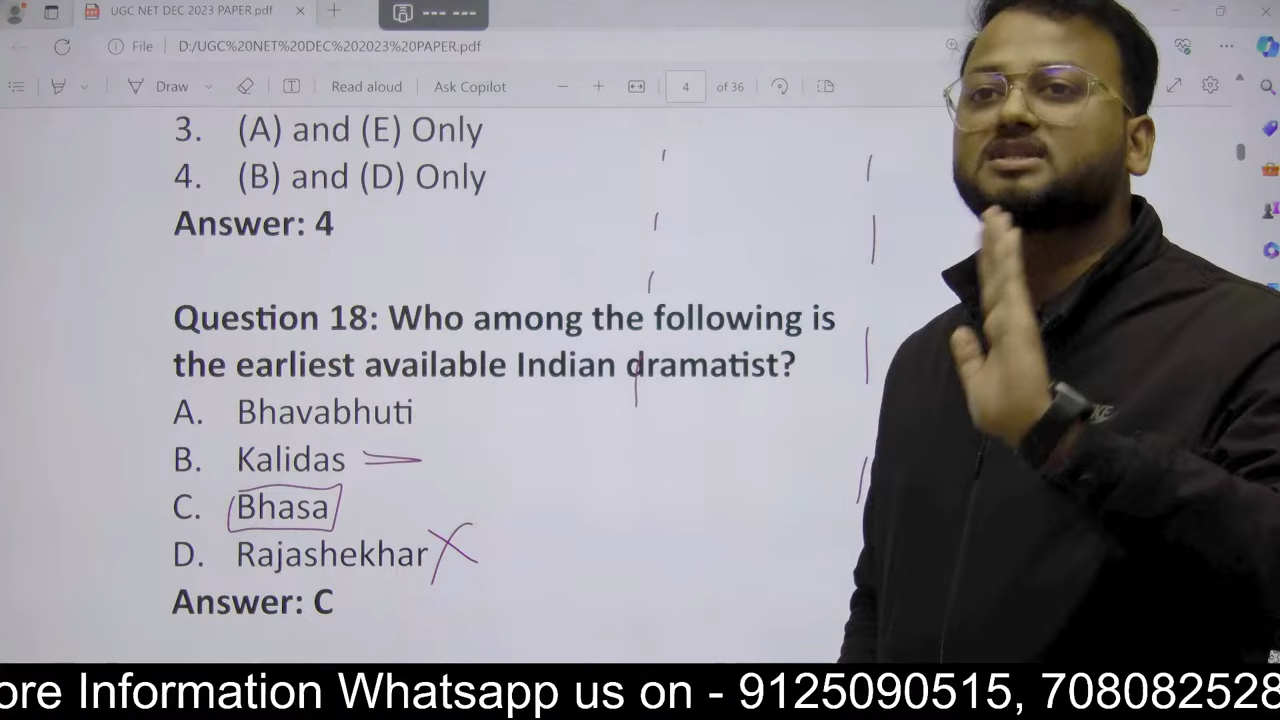 UGC NET DEC 2023 PAPER.pdf
File D:/UGC%20NET%20DEC%202023%20PAPER.pdf
Draw Read aloud Ask Copilot 4 of 36
3. (A) and (E) Only
4. (B) and (D) Only
Answer: 4
Question 18: Who among the following is
the earliest available Indian dramatist?
A. Bhavabhuti
B. Kalidas
C. Bhasa
D. Rajashekhar
Answer: C
ore Information Whatsapp us on - 9125090515, 708082528